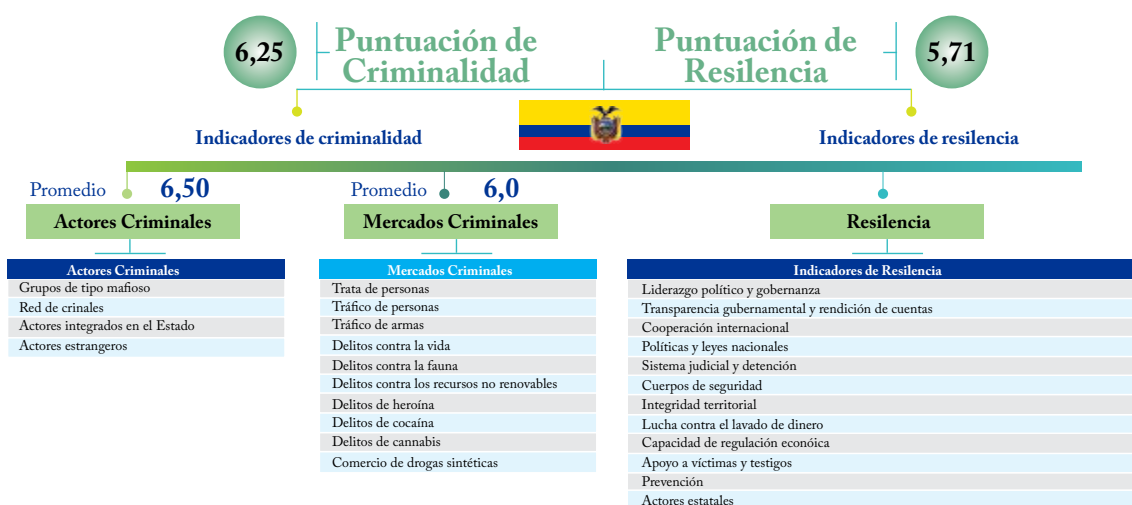 6,25
Puntuación de
Criminalidad
Puntuación de
Resilencia
5,71
Indicadores de criminalidad
Indicadores de resilencia
Promedio 6,50
Promedio 6,0
Actores Criminales
Mercados Criminales
Resilencia
Actores Criminales
Grupos de tipo mafioso
Red de crinales
Actores integrados en el Estado
Actores estrangeros
Mercados Criminales
Trata de personas
Tráfico de personas
Tráfico de armas
Delitos contra la vida
Delitos contra la fauna
Delitos contra los recursos no renovables
Delitos de heroína
Delitos de cocaína
Delitos de cannabis
Comercio de drogas sintéticas
Indicadores de Resilencia
Liderazgo político y gobernanza
Transparencia gubernamental y rendición de cuentas
Cooperación internacional
Políticas y leyes nacionales
Sistema judicial y detención
Cuerpos de seguridad
Integridad territorial
Lucha contra el lavado de dinero
Capacidad de regulación econóica
Apoyo a víctimas y testigos
Prevención
Actores estatales